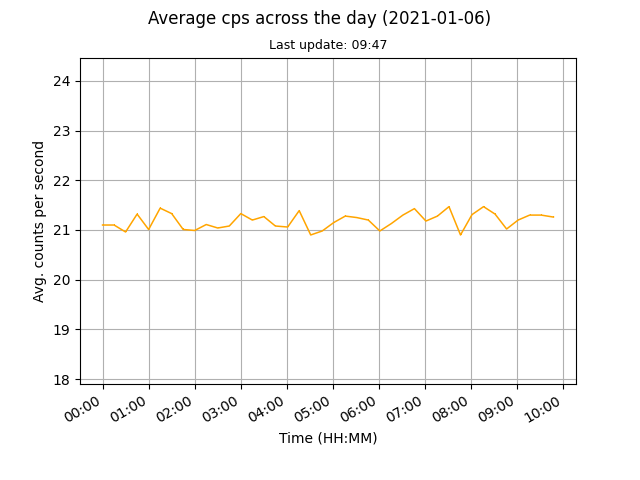 Average cps across the day (2021-01-06)
Last update: 09:47
24
23
22
21
20
19
18
Avg. counts per second
00:00 01:00 02:00 03:00 04:00 05:00 06:00 07:00 08:00 09:00 10:00
Time (HH:MM)